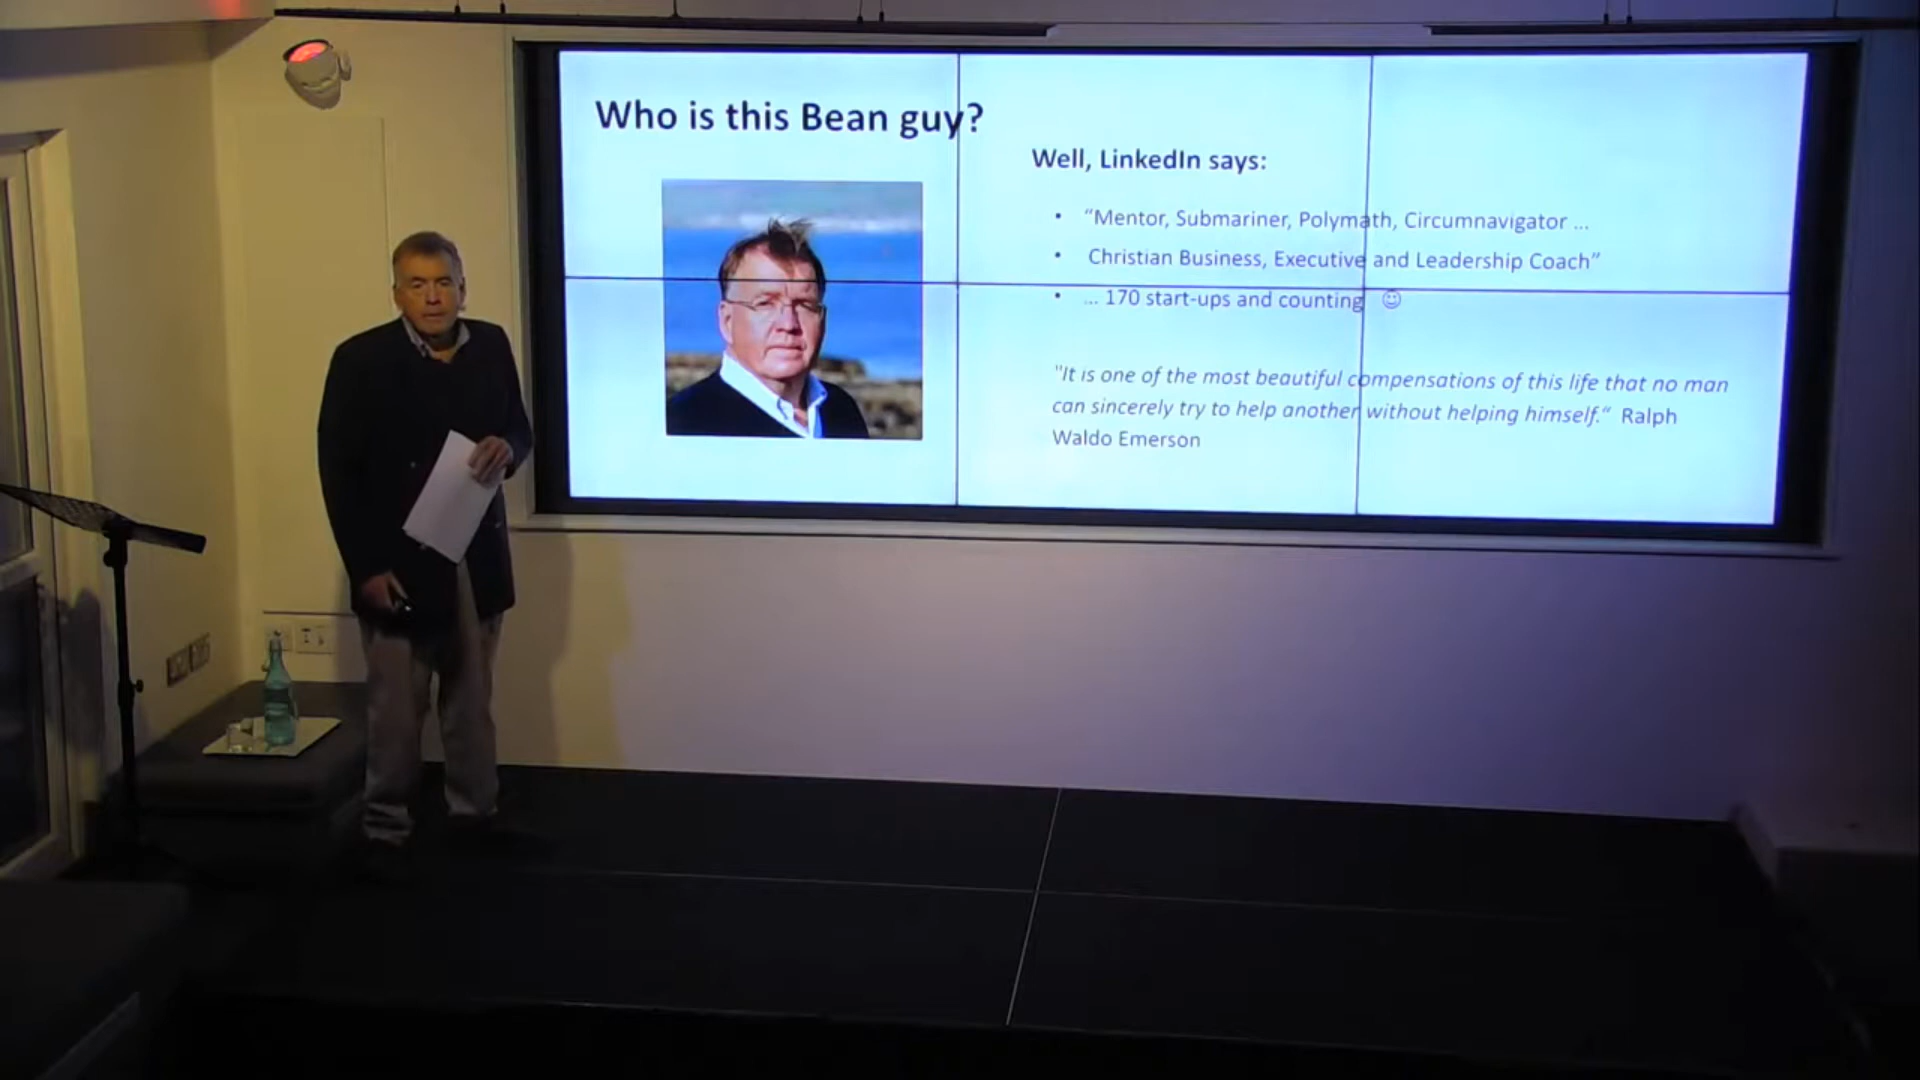 Who is this Bean guy?
Well, LinkedIn says:
• “Mentor, Submariner, Polymath, Circumnavigator ...
• Christian Business, Executive and Leadership Coach”
• ... 170 start-ups and counting ☺
"It is one of the most beautiful compensations of this life that no man
can sincerely try to help another without helping himself.” Ralph
Waldo Emerson